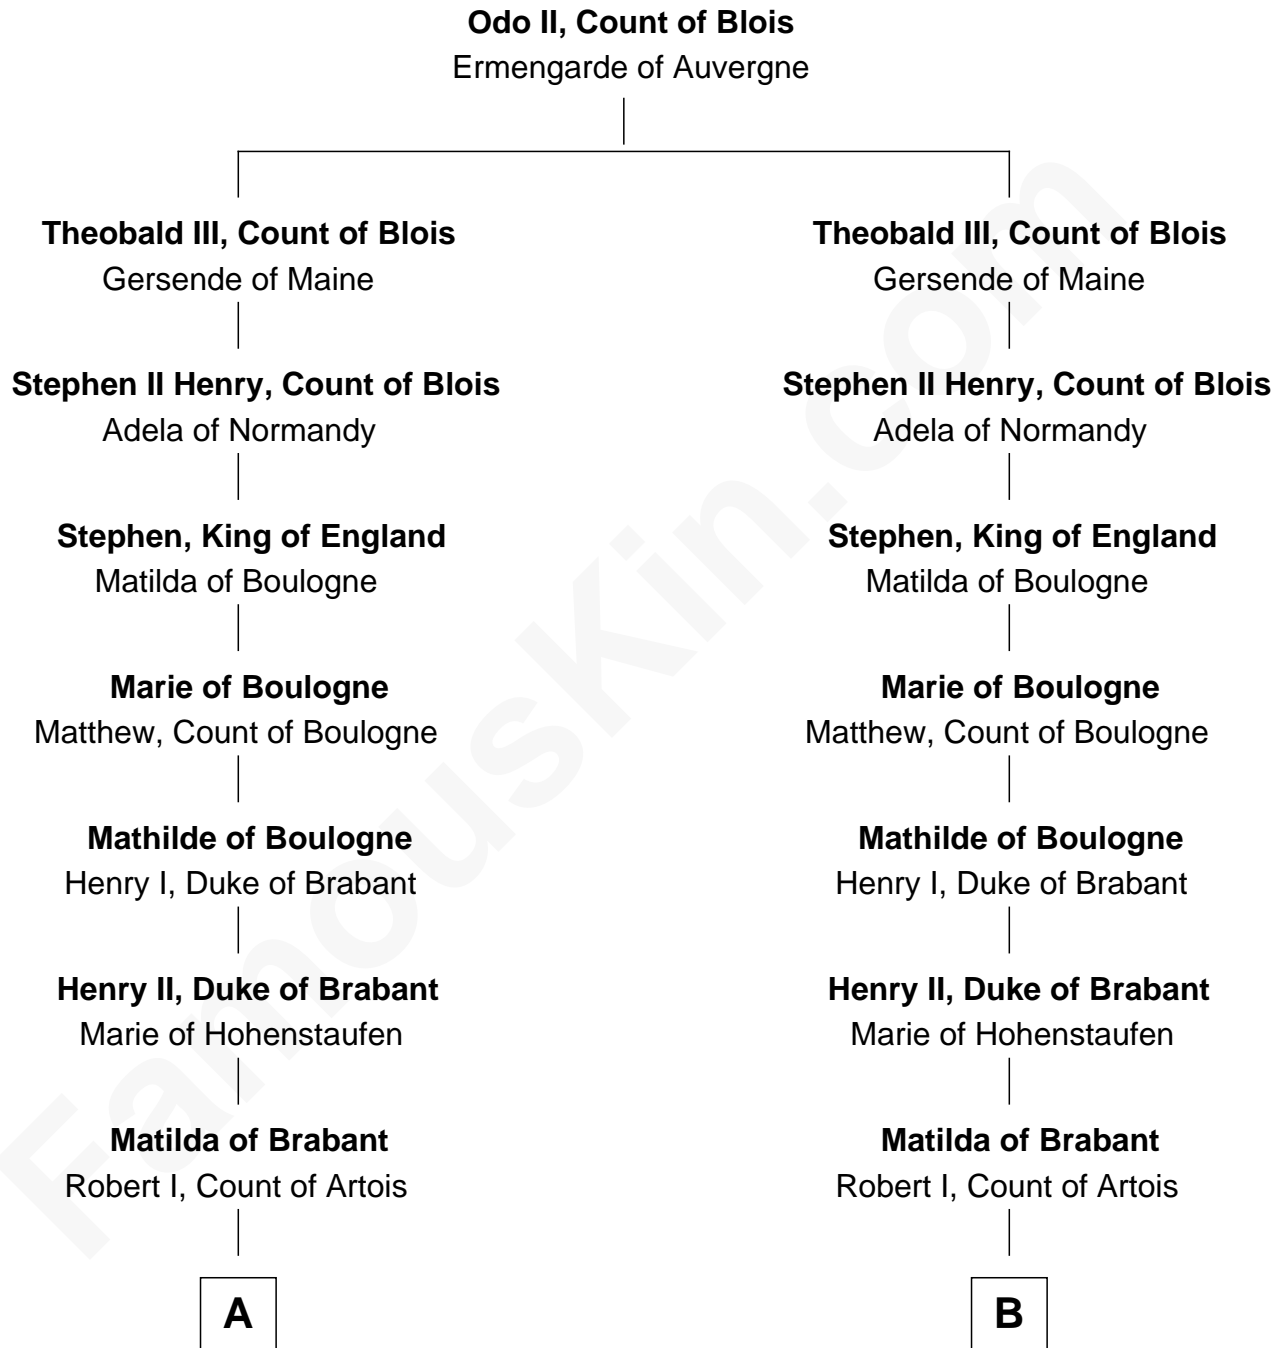 Odo II, Count of Blois
Ermengarde of Auvergne
Theobald III, Count of Blois
Gersende of Maine
Stephen II Henry, Count of Blois
Adela of Normandy
Stephen, King of England
Matilda of Boulogne
Marie of Boulogne
Matthew, Count of Boulogne
Mathilde of Boulogne
Henry I, Duke of Brabant
Henry II, Duke of Brabant
Marie of Hohenstaufen
Matilda of Brabant
Robert I, Count of Artois
A
Theobald III, Count of Blois
Gersende of Maine
Stephen II Henry, Count of Blois
Adela of Normandy
Stephen, King of England
Matilda of Boulogne
Marie of Boulogne
Matthew, Count of Boulogne
Mathilde of Boulogne
Henry I, Duke of Brabant
Henry II, Duke of Brabant
Marie of Hohenstaufen
Matilda of Brabant
Robert I, Count of Artois
B
FamousKin.com